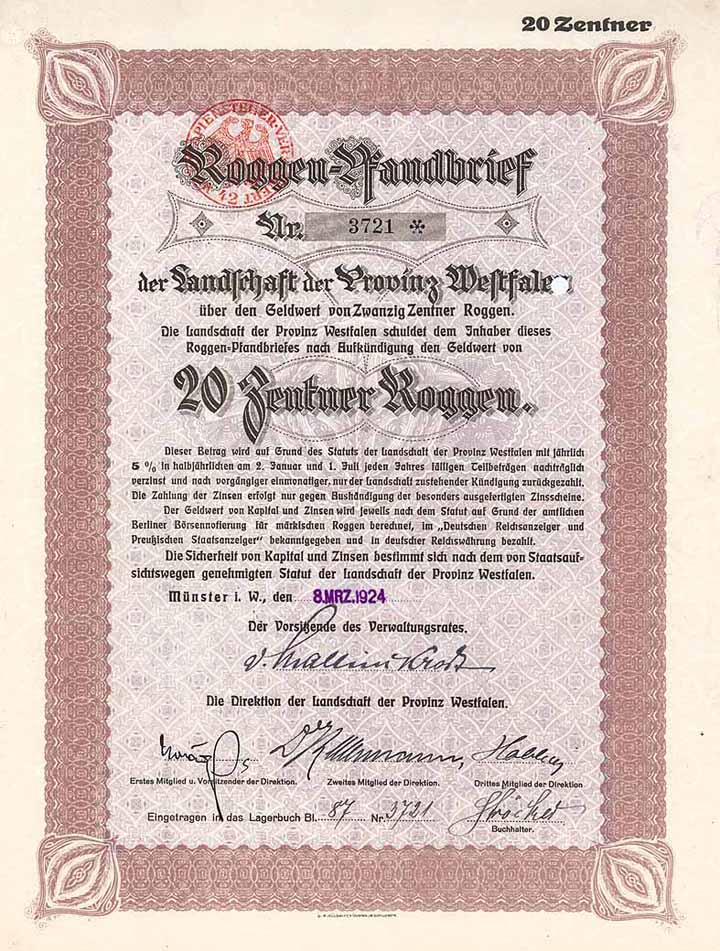 20 Zentner
Roggen-Pfandbrief
Nr. 3721 *
der Landschaft der Provinz Westfalen
über den Geldwert von Zwanzig Zentner Roggen.
Die Landschaft der Provinz Westfalen schuldet dem Inhaber dieses
Roggen-Pfandbriefes nach Aufkündigung den Geldwert von
20 Zentner Roggen.
Dieser Betrag wird auf Grund des Statuts der Landschaft der Provinz Westfalen mit jährlich
5 % in halbjährlichen am 2. Januar und 1. Juli jeden Jahres fälligen Teilbeträgen nachträglich
verzinst und nach vorgängiger einmonatiger, nur der Landschaft zustehender Kündigung zurückgezahlt.
Die Zahlung der Zinsen erfolgt nur gegen Aushändigung der besonders ausgefertigten Zinsscheine.
Der Geldwert von Kapital und Zinsen wird jeweils nach dem Statut auf Grund der amtlichen
Berliner Börsennotierung für märkischen Roggen berechnet, im „Deutschen Reichsanzeiger und
Preußischen Staatsanzeiger" bekanntgegeben und in deutscher Reichswährung bezahlt.
Die Sicherheit von Kapital und Zinsen bestimmt sich nach dem von Staatsauf-
sichtswegen genehmigten Statut der Landschaft der Provinz Westfalen.
Münster i. W., den 8. MRZ. 1924
Der Vorsitzende des Verwaltungsrates.
Die Direktion der Landschaft der Provinz Westfalen.
Erstes Mitglied u. Vorsitzender der Direktion. Zweites Mitglied der Direktion. Drittes Mitglied der Direktion
Eingetragen in das Lagerbuch Bl. 87 Nr. 3721
Buchhalter.